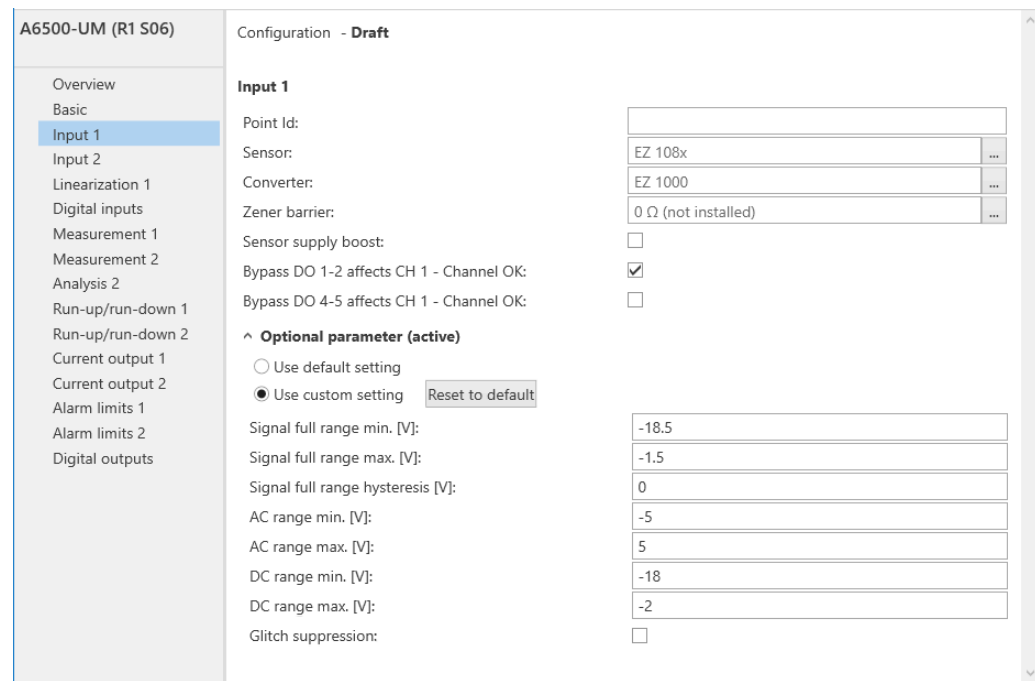 A6500-UM (R1 S06)
Overview
Basic
Input 1
Input 2
Linearization 1
Digital inputs
Measurement 1
Measurement 2
Analysis 2
Run-up/run-down 1
Run-up/run-down 2
Current output 1
Current output 2
Alarm limits 1
Alarm limits 2
Digital outputs
Configuration - Draft
Input 1
Point Id:
Sensor: EZ 108x ...
Converter: EZ 1000 ...
Zener barrier: 0 Ω (not installed) ...
Sensor supply boost:
Bypass DO 1-2 affects CH 1 - Channel OK:
Bypass DO 4-5 affects CH 1 - Channel OK:
Optional parameter (active)
Use default setting
Use custom setting Reset to default
Signal full range min. [V]: -18.5
Signal full range max. [V]: -1.5
Signal full range hysteresis [V]: 0
AC range min. [V]: -5
AC range max. [V]: 5
DC range min. [V]: -18
DC range max. [V]: -2
Glitch suppression: